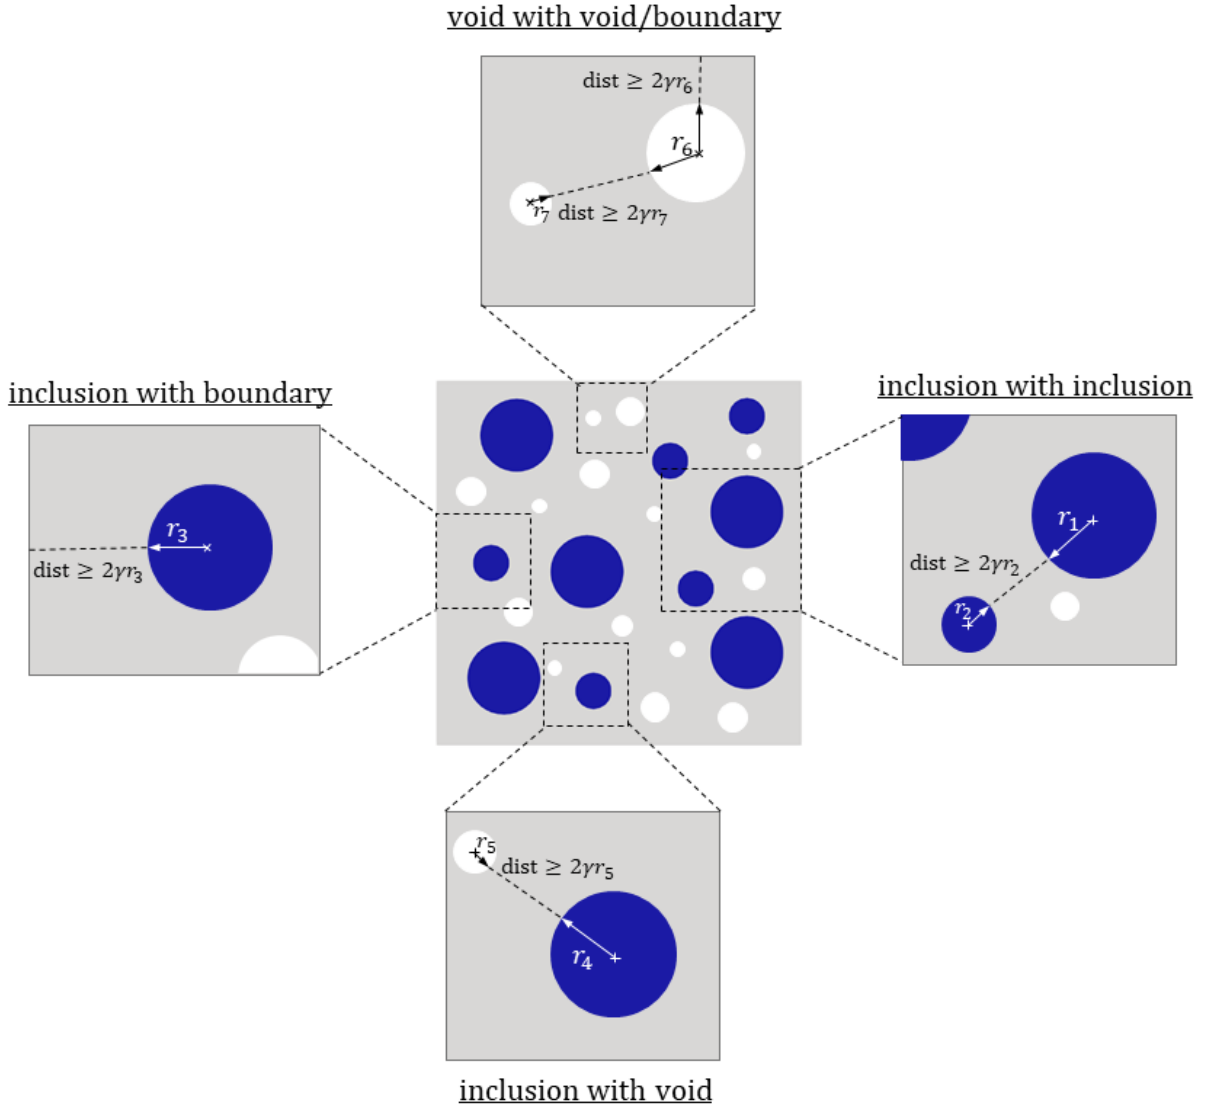 void with void/boundary
dist ≥ 2γr₆
r₆
r₇ dist ≥ 2γr₇
inclusion with boundary
inclusion with inclusion
r₃
dist ≥ 2γr₃
r₁
dist ≥ 2γr₂
r₂
r₅
dist ≥ 2γr₅
r₄
inclusion with void